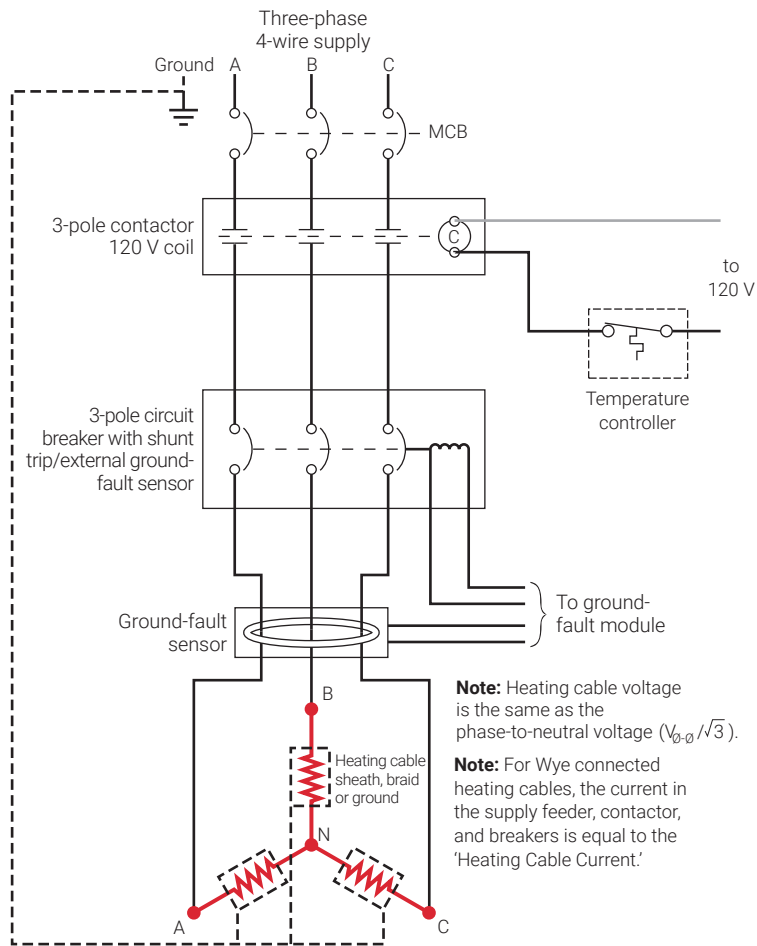 Three-phase
4-wire supply
Ground
A
B
C
MCB
3-pole contactor
120 V coil
C
to
120 V
Temperature
controller
3-pole circuit
breaker with shunt
trip/external ground-
fault sensor
To ground-
fault module
Ground-fault
sensor
B
Note: Heating cable voltage
is the same as the
phase-to-neutral voltage (VØ-Ø/√3 ).
Heating cable
sheath, braid
or ground
Note: For Wye connected
heating cables, the current in
the supply feeder, contactor,
and breakers is equal to the
‘Heating Cable Current.’
N
A
C